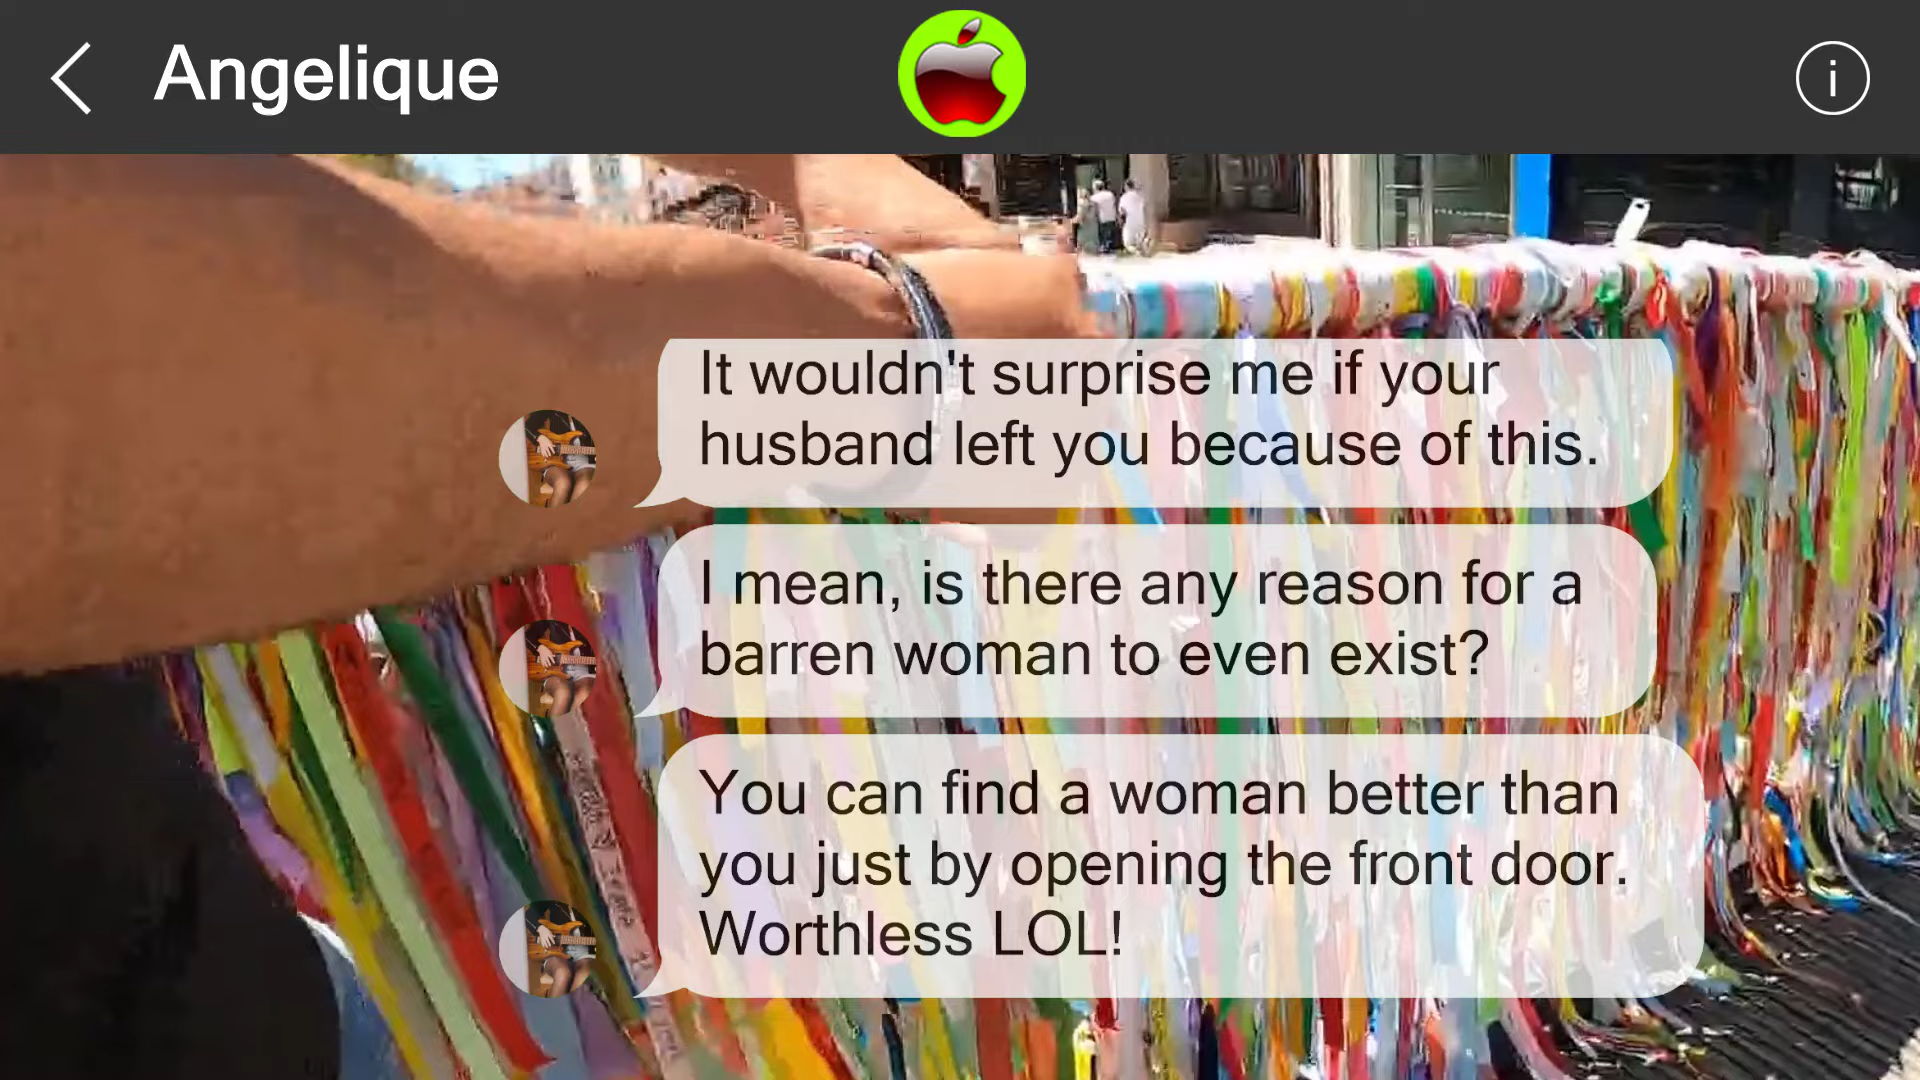 Angelique
It wouldn't surprise me if your
husband left you because of this.
I mean, is there any reason for a
barren woman to even exist?
You can find a woman better than
you just by opening the front door.
Worthless LOL!